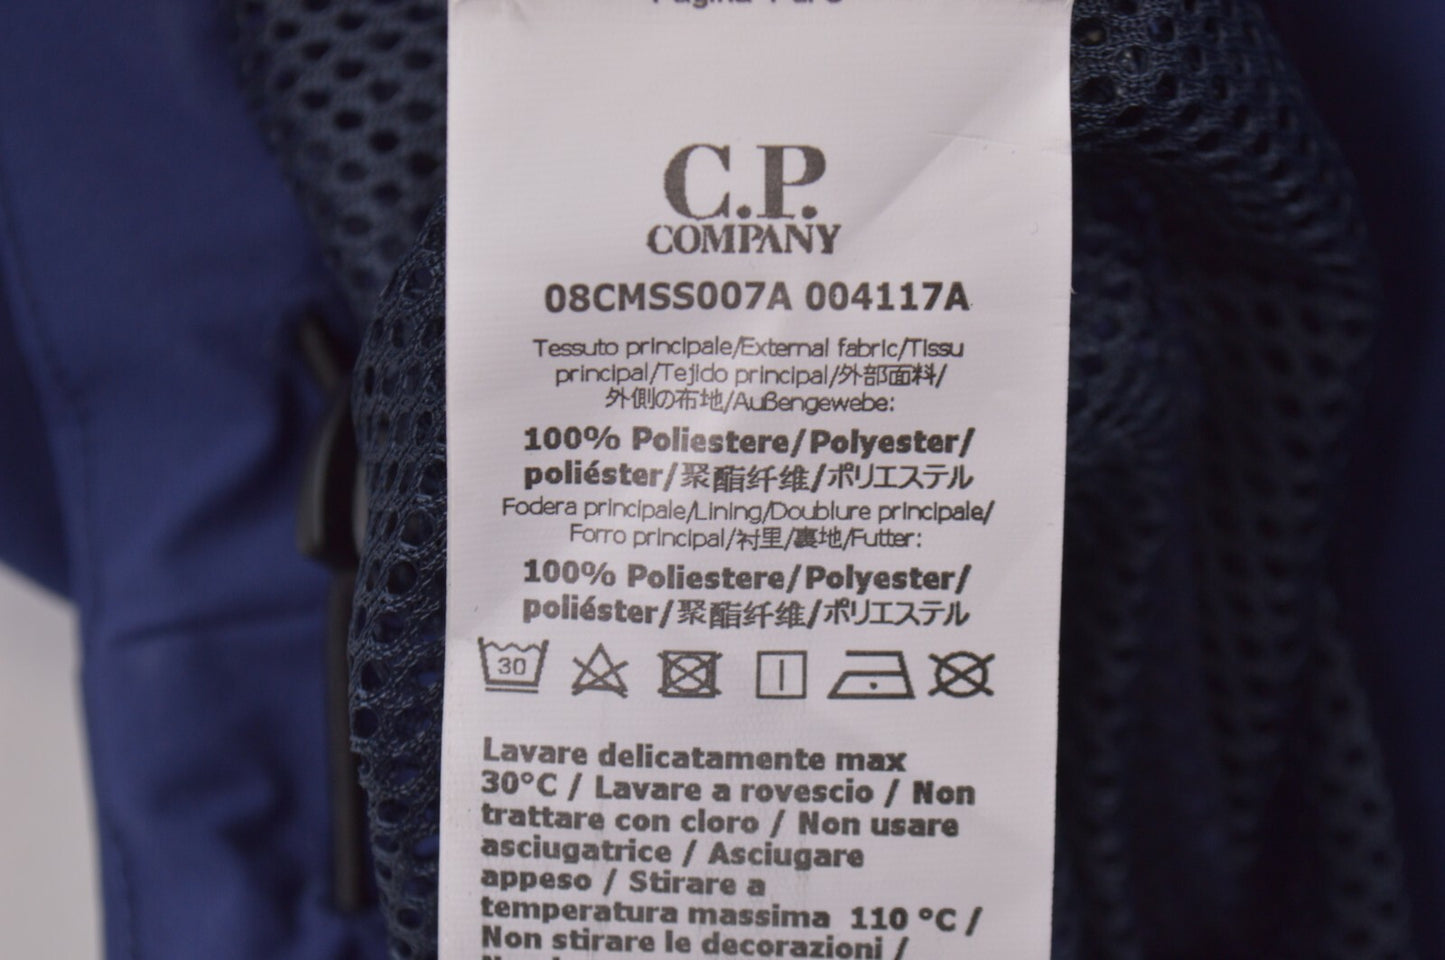 C.P.
COMPANY
08CMSS007A 004117A
Tessuto principale/External fabric/Tissu
principal/Tejido principal/外部面料/
外側の布地/Außengewebe:
100% Poliestere/Polyester/
poliéster/聚酯纤维/ポリエステル
Fodera principale/Lining/Doublure principale/
Forro principal/衬里/裏地/Futter:
100% Poliestere/Polyester/
poliéster/聚酯纤维/ポリエステル
30
Lavare delicatamente max
30°C / Lavare a rovescio / Non
trattare con cloro / Non usare
asciugatrice / Asciugare
appeso / Stirare a
temperatura massima 110 °C /
Non stirare le decorazioni /